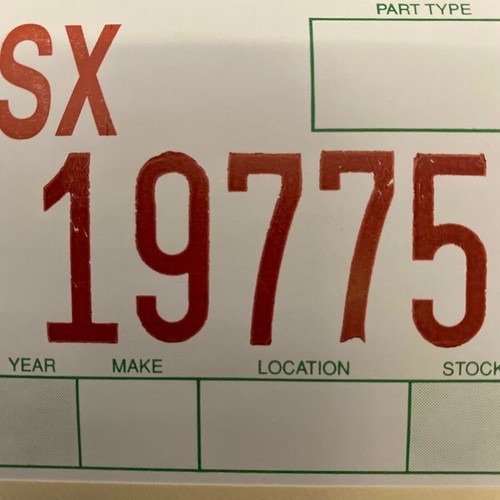 PART TYPE
SX
19775
YEAR MAKE LOCATION STOCK